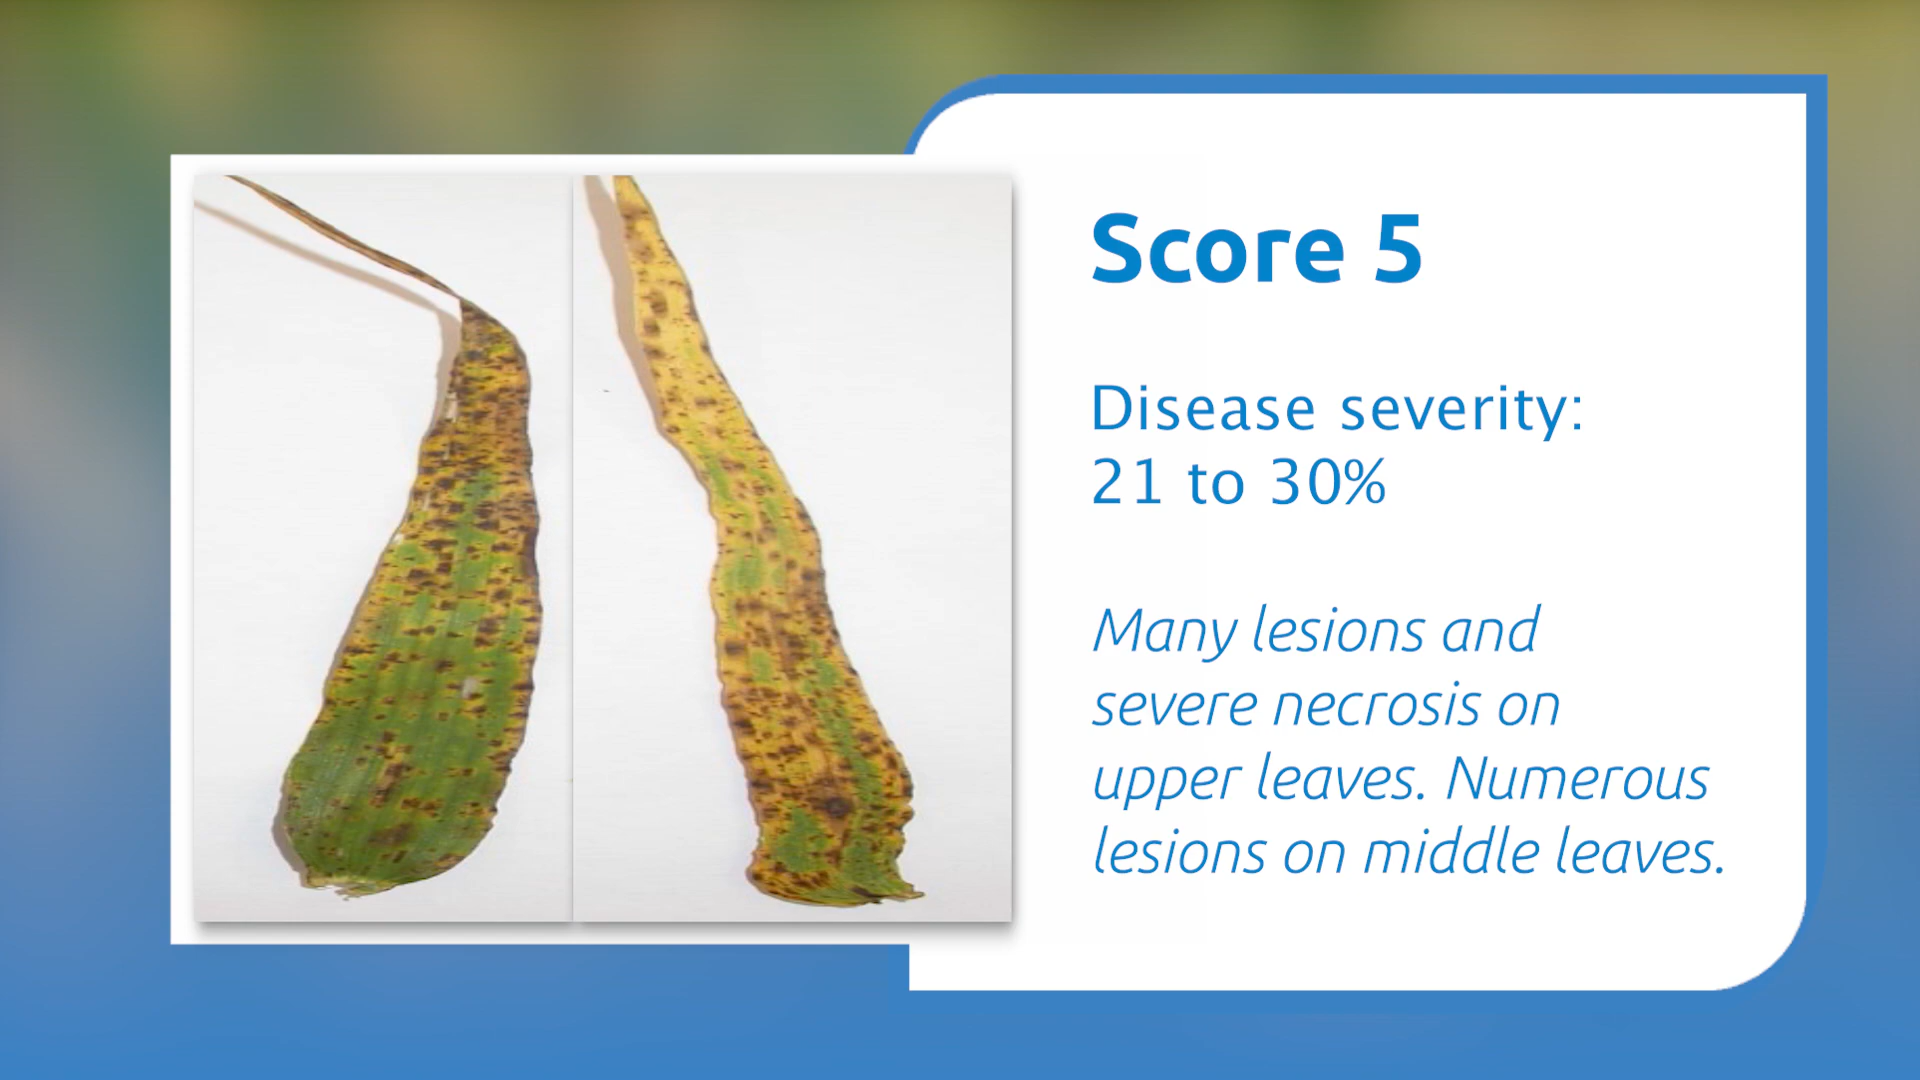 Score 5
Disease severity:
21 to 30%
Many lesions and
severe necrosis on
upper leaves. Numerous
lesions on middle leaves.